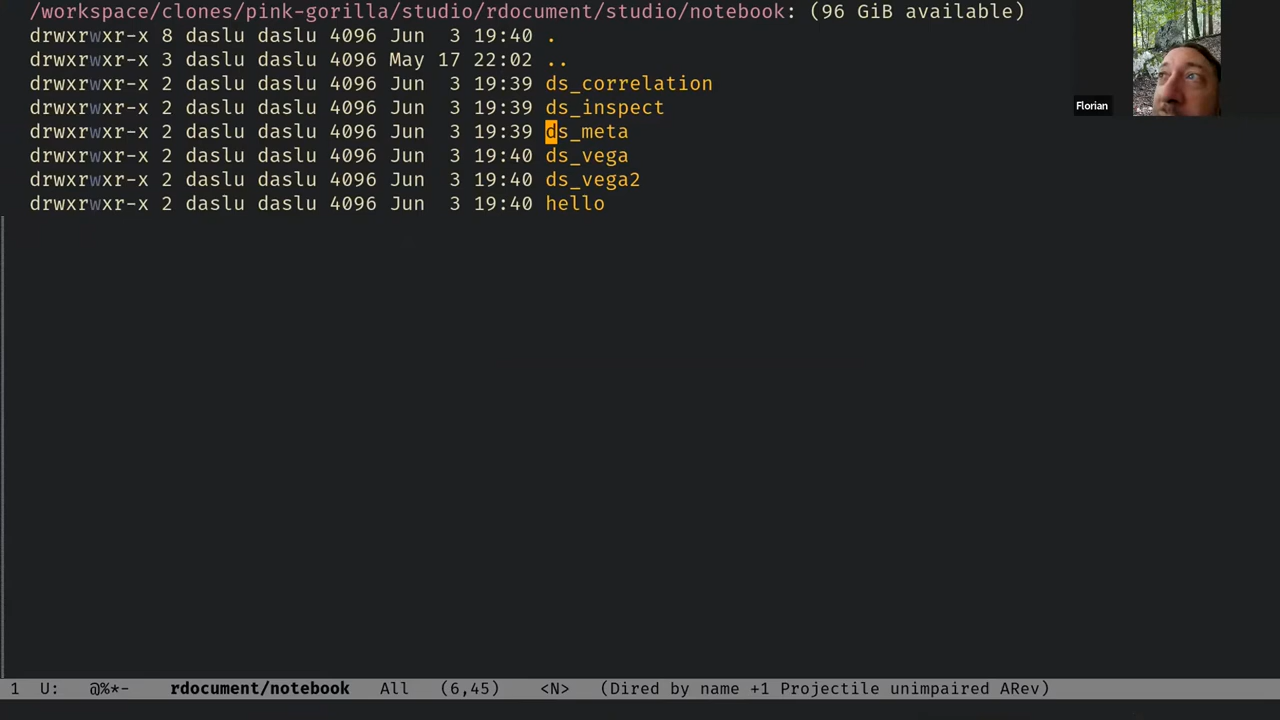 /workspace/clones/pink-gorilla/studio/rdocument/studio/notebook: (96 GiB available)
drwxrwxr-x 8 daslu daslu 4096 Jun  3 19:40 .
drwxrwxr-x 3 daslu daslu 4096 May 17 22:02 ..
drwxrwxr-x 2 daslu daslu 4096 Jun  3 19:39 ds_correlation
drwxrwxr-x 2 daslu daslu 4096 Jun  3 19:39 ds_inspect
drwxrwxr-x 2 daslu daslu 4096 Jun  3 19:39 ds_meta
drwxrwxr-x 2 daslu daslu 4096 Jun  3 19:40 ds_vega
drwxrwxr-x 2 daslu daslu 4096 Jun  3 19:40 ds_vega2
drwxrwxr-x 2 daslu daslu 4096 Jun  3 19:40 hello
Florian
1 U: @%*- rdocument/notebook All (6,45) <N> (Dired by name +1 Projectile unimpaired ARev)